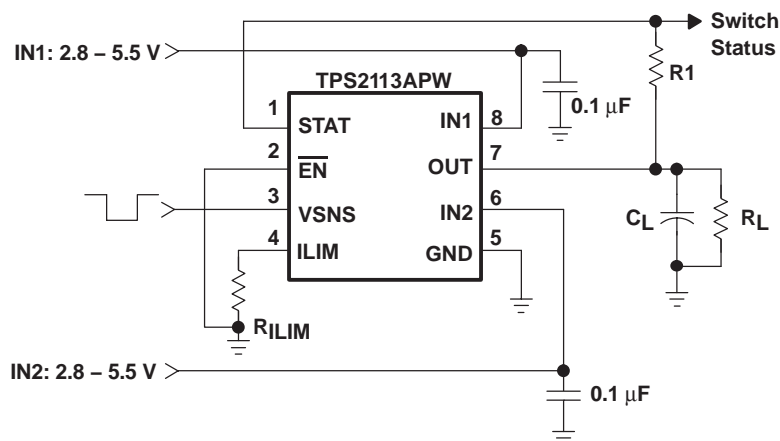 Switch
Status
IN1: 2.8 – 5.5 V
R1
TPS2113APW
0.1 μF
1
STAT
IN1
8
2
EN
OUT
7
3
VSNS
IN2
6
4
ILIM
GND
5
CL
RL
RILIM
IN2: 2.8 – 5.5 V
0.1 μF